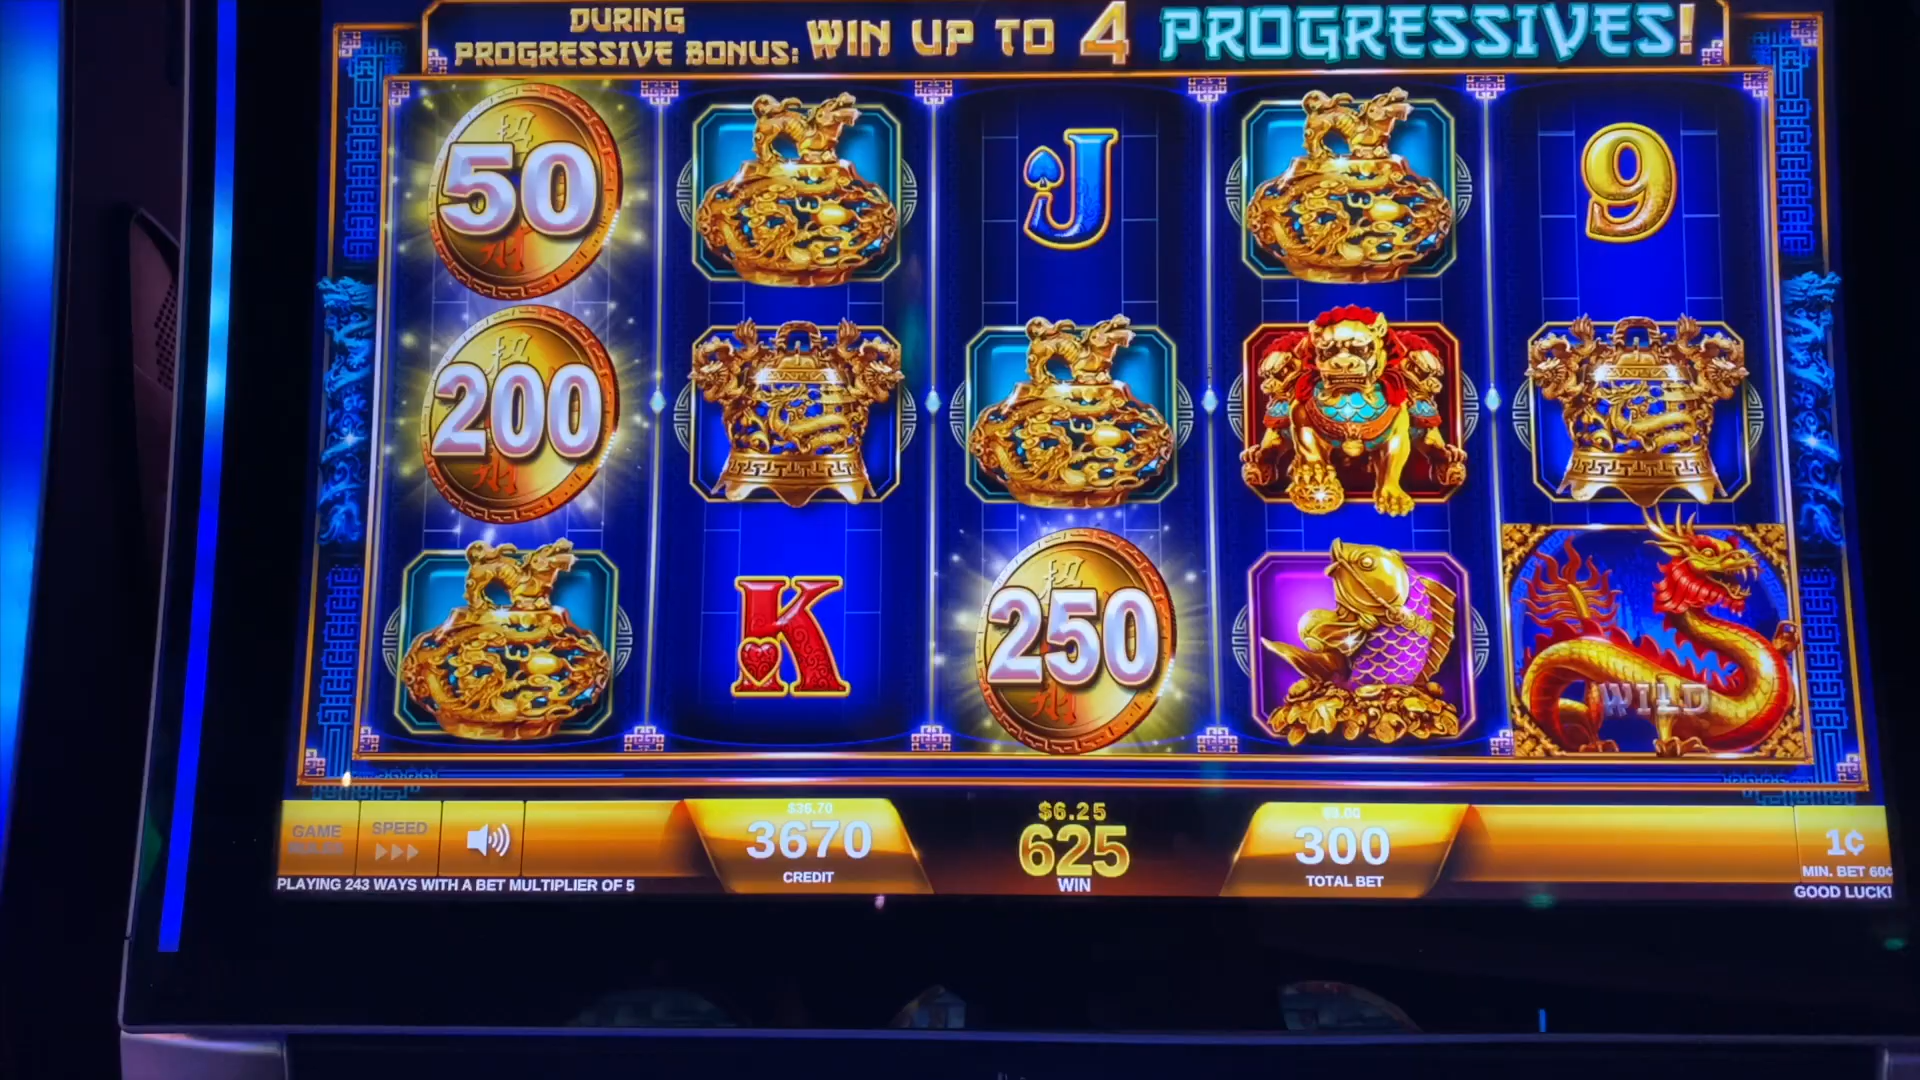 DURING
PROGRESSIVE BONUS: WIN UP TO 4 PROGRESSIVES!
50
J
9
200
K
250
WILD
GAME
SPEED
$36.70
3670
CREDIT
$6.25
625
WIN
$3.00
300
TOTAL BET
1¢
MIN. BET 60¢
PLAYING 243 WAYS WITH A BET MULTIPLIER OF 5
GOOD LUCK!